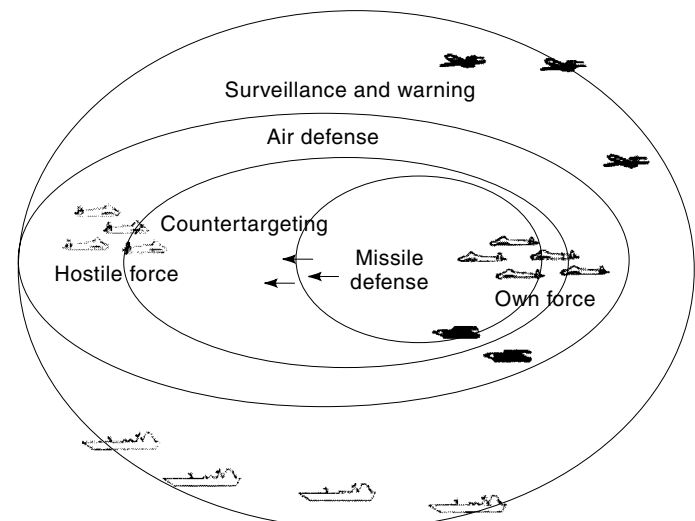 Surveillance and warning
Air defense
Countertargeting
Hostile force
Missile
defense
Own force